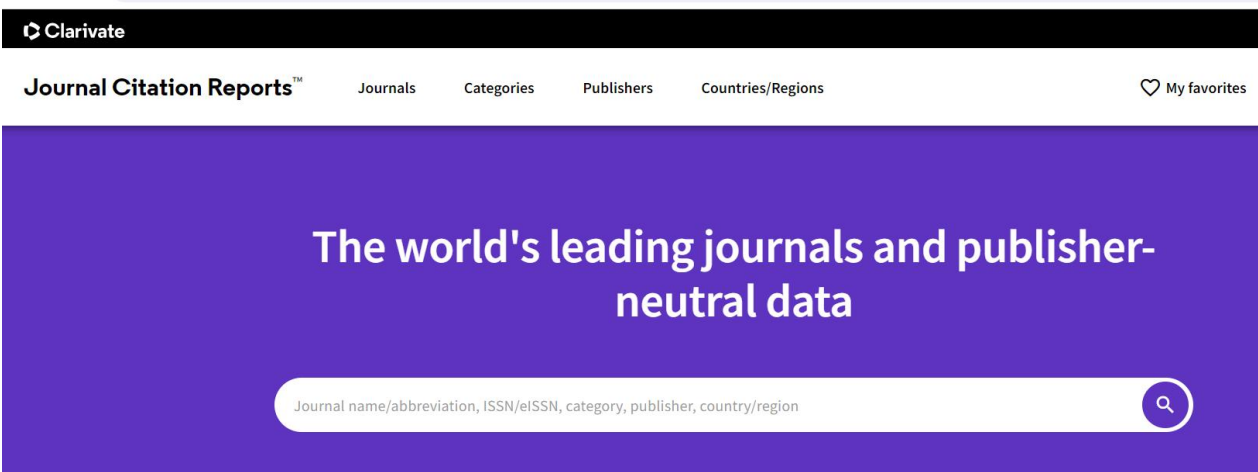 Clarivate
Journal Citation Reports™
Journals
Categories
Publishers
Countries/Regions
My favorites
The world's leading journals and publisher-
neutral data
Journal name/abbreviation, ISSN/eISSN, category, publisher, country/region